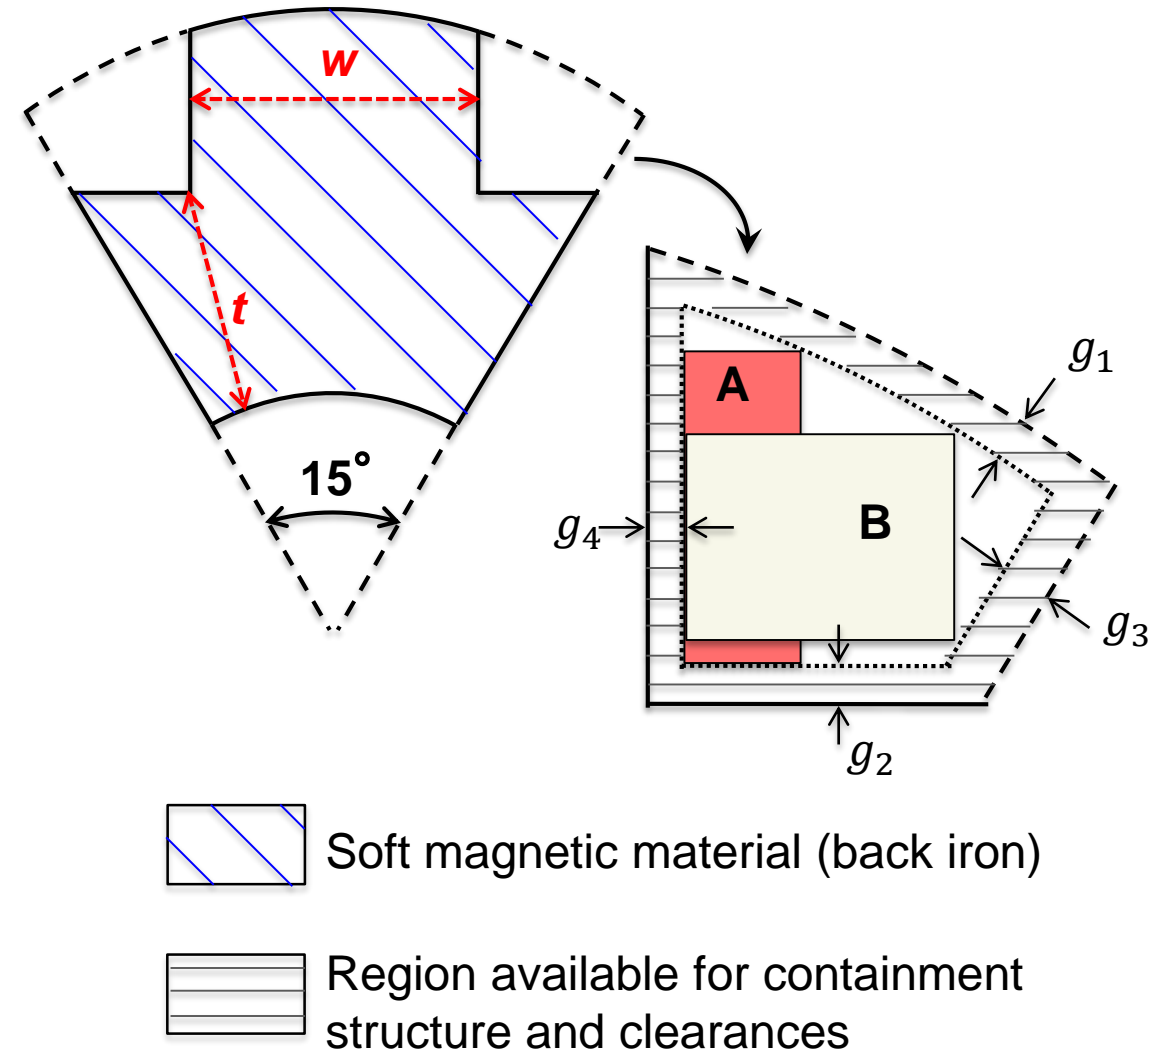 w
t
15°
A
B
g₁
g₄
g₃
g₂
Soft magnetic material (back iron)
Region available for containment
structure and clearances